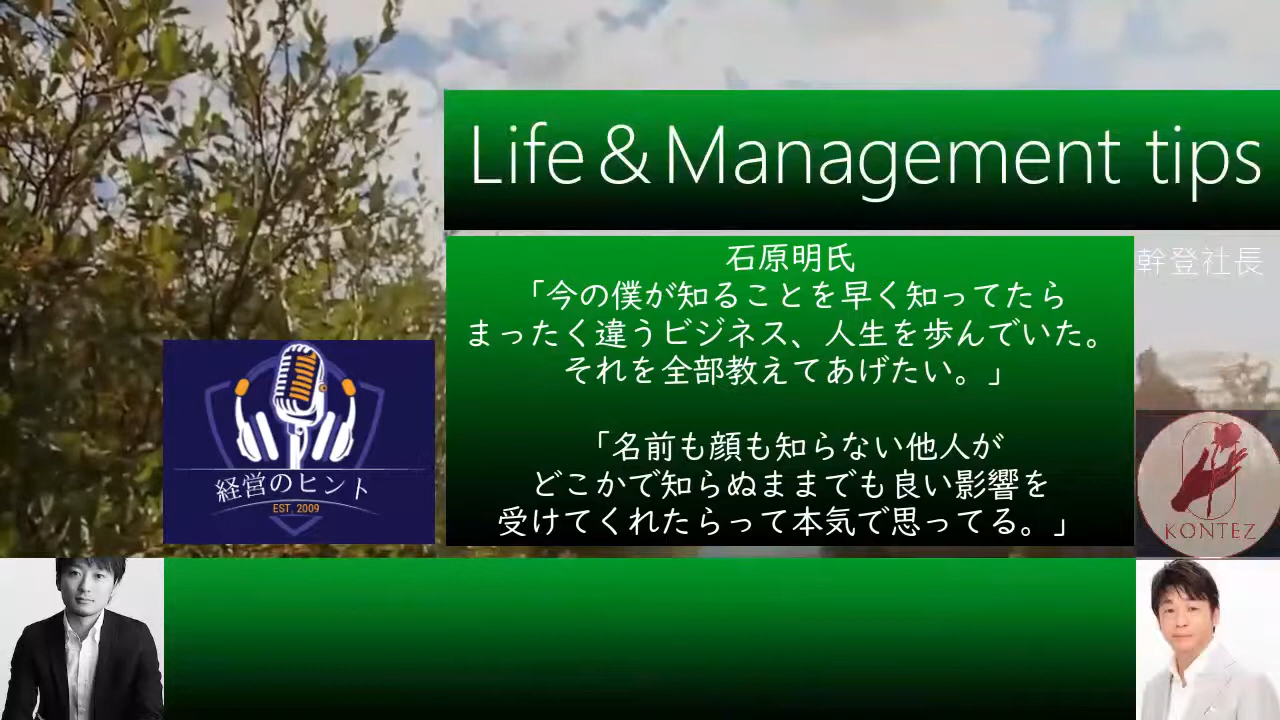 Life＆Management tips
石原明氏
「今の僕が知ることを早く知ってたら
まったく違うビジネス、人生を歩んでいた。
それを全部教えてあげたい。」
「名前も顔も知らない他人が
どこかで知らぬままでも良い影響を
受けてくれたらって本気で思ってる。」
幹登社長
経営のヒント
EST. 2009
KONTEZ